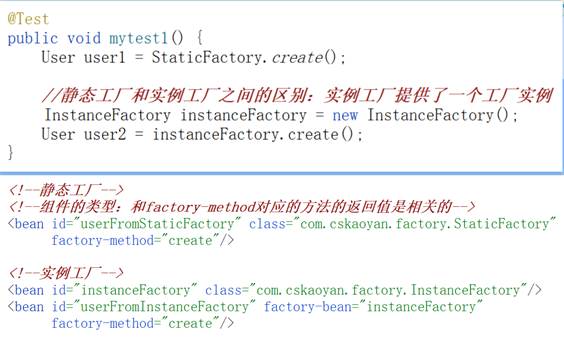 @Test
public void mytest1() {
User user1 = StaticFactory.create();
//静态工厂和实例工厂之间的区别：实例工厂提供了一个工厂实例
InstanceFactory instanceFactory = new InstanceFactory();
User user2 = instanceFactory.create();
}
<!--静态工厂-->
<!--组件的类型：和factory-method对应的方法的返回值是相关的-->
<bean id="userFromStaticFactory" class="com.cskaoyan.factory.StaticFactory"
factory-method="create"/>
<!--实例工厂-->
<bean id="instanceFactory" class="com.cskaoyan.factory.InstanceFactory"/>
<bean id="userFromInstanceFactory" factory-bean="instanceFactory"
factory-method="create"/>